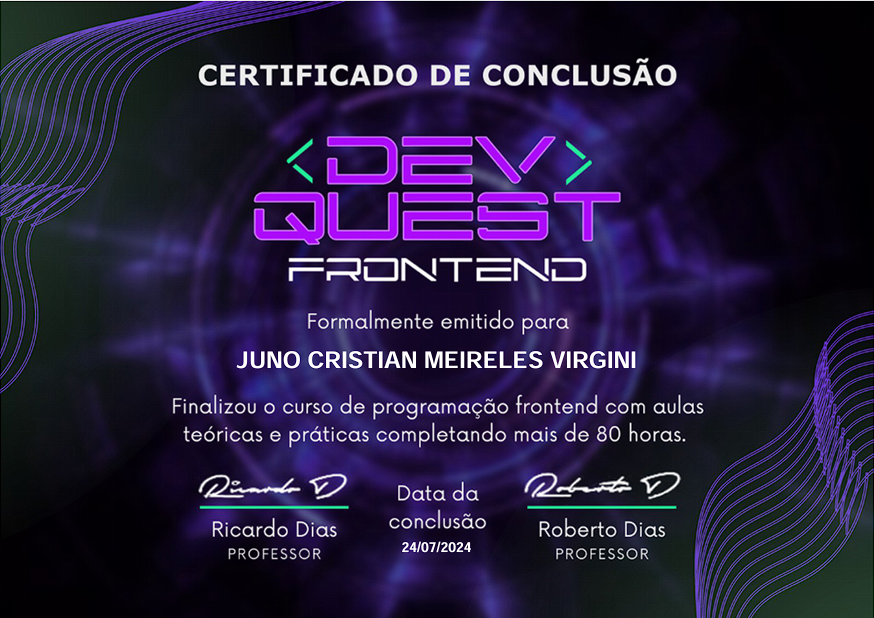 CERTIFICADO DE CONCLUSÃO
<DEV>
QUEST
FRONTEND
Formalmente emitido para
JUNO CRISTIAN MEIRELES VIRGINI
Finalizou o curso de programação frontend com aulas
teóricas e práticas completando mais de 80 horas.
Ricardo D
Roberto D
Data da
conclusão
24/07/2024
Ricardo Dias
PROFESSOR
Roberto Dias
PROFESSOR